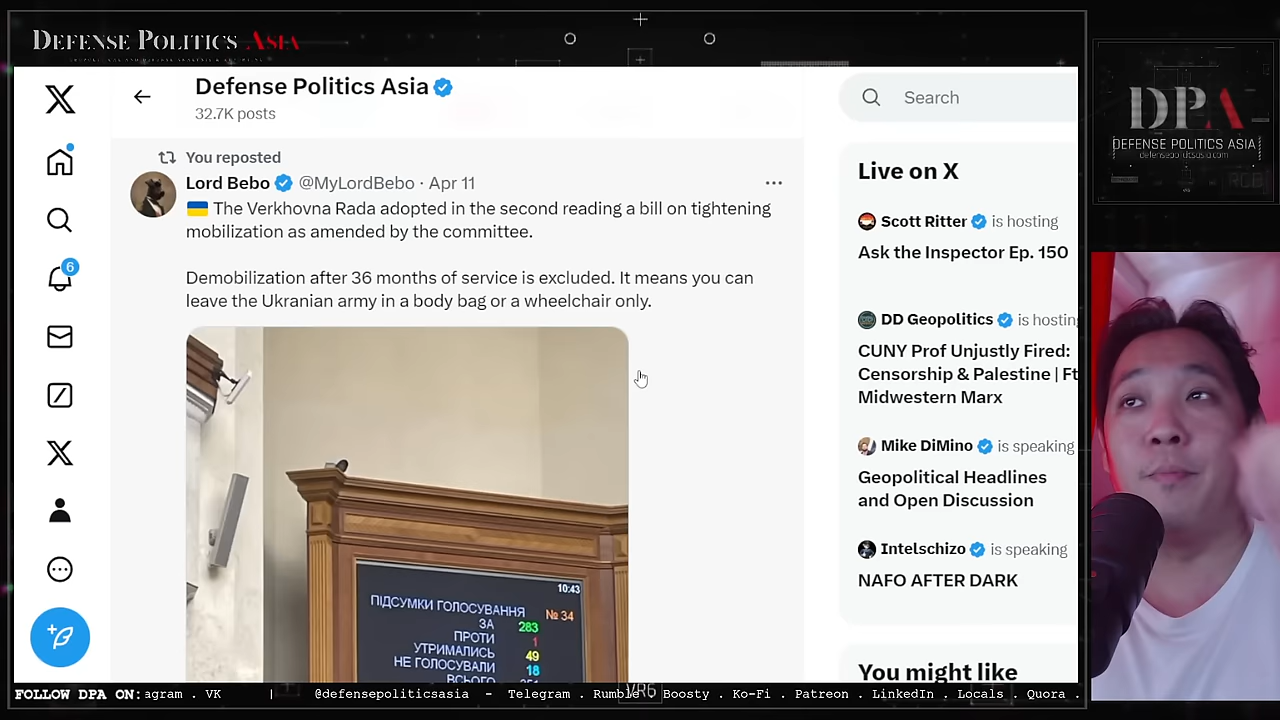 DEFENSE POLITICS ASIA
Defense Politics Asia
32.7K posts
You reposted
Lord Bebo @MyLordBebo · Apr 11
🇺🇦 The Verkhovna Rada adopted in the second reading a bill on tightening
mobilization as amended by the committee.
Demobilization after 36 months of service is excluded. It means you can
leave the Ukranian army in a body bag or a wheelchair only.
10:43
ПІДСУМКИ ГОЛОСУВАННЯ № 34
ЗА 283
ПРОТИ 1
УТРИМАЛИСЬ 49
НЕ ГОЛОСУВАЛИ 18
6
Search
Live on X
Scott Ritter is hosting
Ask the Inspector Ep. 150
DD Geopolitics is hosting
CUNY Prof Unjustly Fired:
Censorship & Palestine | Ft
Midwestern Marx
Mike DiMino is speaking
Geopolitical Headlines
and Open Discussion
Intelschizo is speaking
NAFO AFTER DARK
You might like
DPA
DEFENSE POLITICS ASIA
defensepoliticsasia.com
FOLLOW DPA ON: agram . VK | @defensepoliticsasia - Telegram . Rumble . Boosty . Ko-Fi . Patreon . LinkedIn . Locals . Quora .